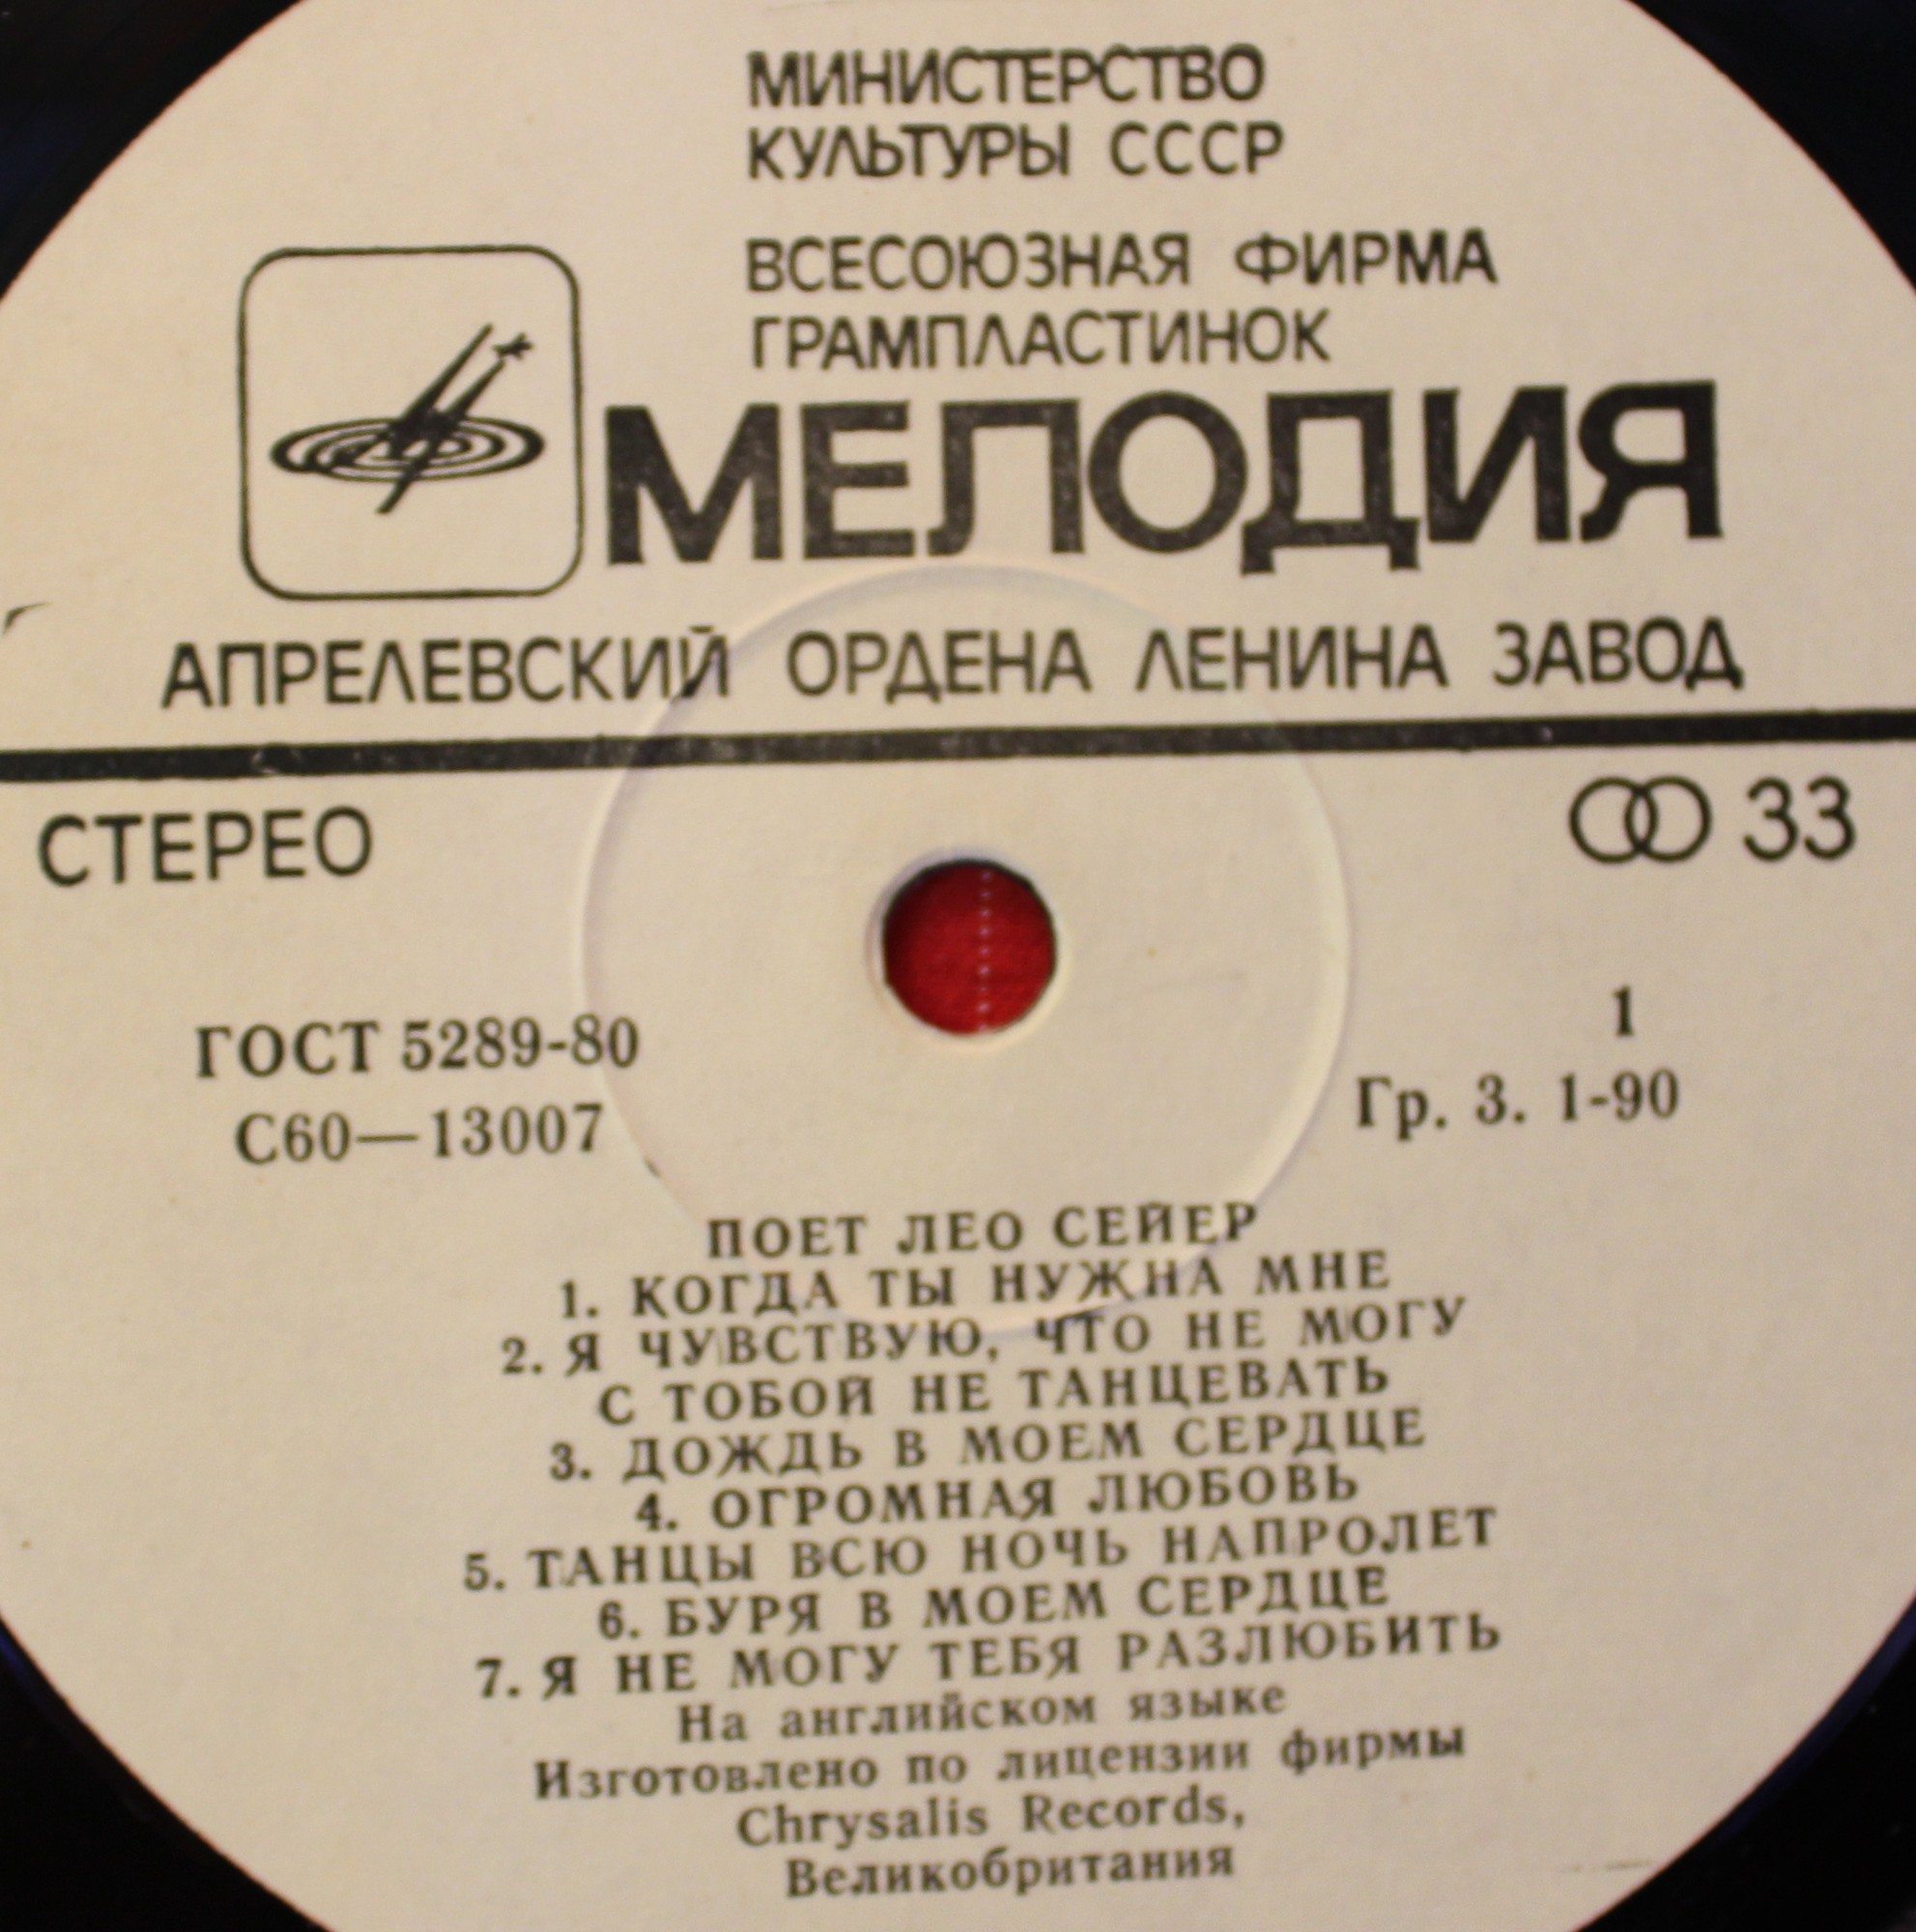 МИНИСТЕРСТВО
КУЛЬТУРЫ СССР
ВСЕСОЮЗНАЯ ФИРМА
ГРАМПЛАСТИНОК
МЕЛОДИЯ
АПРЕЛЕВСКИЙ ОРДЕНА ЛЕНИНА ЗАВОД
СТЕРЕО
33
ГОСТ 5289-80
С60—13007
1
Гр. 3. 1-90
ПОЕТ ЛЕО СЕЙЕР
1. КОГДА ТЫ НУЖНА МНЕ
2. Я ЧУВСТВУЮ, ЧТО НЕ МОГУ
С ТОБОЙ НЕ ТАНЦЕВАТЬ
3. ДОЖДЬ В МОЕМ СЕРДЦЕ
4. ОГРОМНАЯ ЛЮБОВЬ
5. ТАНЦЫ ВСЮ НОЧЬ НАПРОЛЕТ
6. БУРЯ В МОЕМ СЕРДЦЕ
7. Я НЕ МОГУ ТЕБЯ РАЗЛЮБИТЬ
На английском языке
Изготовлено по лицензии фирмы
Chrysalis Records,
Великобритания